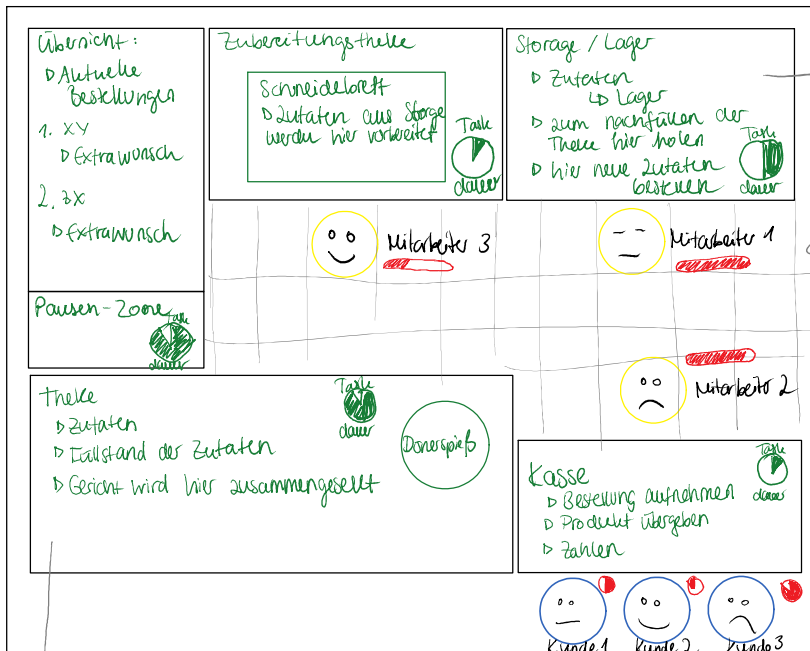 Übersicht:
▷ Aktuelle
Bestellungen
1. XY
▷ Extrawunsch
2. ZX
▷ Extrawunsch
Pausen-Zone
Task
dauer
Zubereitungstheke
Schneidebrett
▷ Zutaten aus Storge
werden hier vorbereitet
Task
dauer
Storage / Lager
▷ Zutaten
↳ Lager
▷ zum nachfüllen der
Theke hier holen
▷ hier neue Zutaten
bestellen
Task
dauer
Mitarbeiter 3
Mitarbeiter 1
Mitarbeiter 2
Theke
▷ Zutaten
▷ Füllstand der Zutaten
▷ Gericht wird hier zusammengesellt
Task
dauer
Dönerspieß
Kasse
▷ Bestellung aufnehmen
▷ Produkt übergeben
▷ Zahlen
Task
dauer
Kunde 1
Kunde 2
Kunde 3